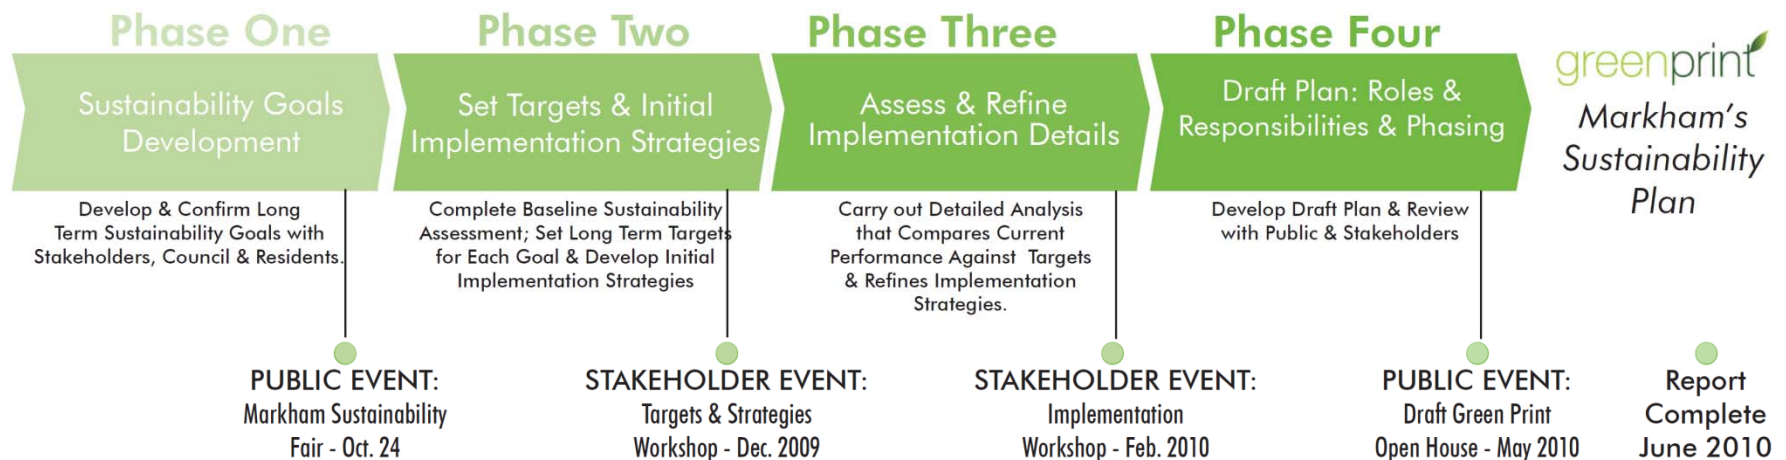 Phase One
Sustainability Goals
Development
Develop & Confirm Long
Term Sustainability Goals with
Stakeholders, Council & Residents.
PUBLIC EVENT:
Markham Sustainability
Fair - Oct. 24
Phase Two
Set Targets & Initial
Implementation Strategies
Complete Baseline Sustainability
Assessment; Set Long Term Targets
for Each Goal & Develop Initial
Implementation Strategies
STAKEHOLDER EVENT:
Targets & Strategies
Workshop - Dec. 2009
Phase Three
Assess & Refine
Implementation Details
Carry out Detailed Analysis
that Compares Current
Performance Against Targets
& Refines Implementation
Strategies.
STAKEHOLDER EVENT:
Implementation
Workshop - Feb. 2010
Phase Four
Draft Plan: Roles &
Responsibilities & Phasing
Develop Draft Plan & Review
with Public & Stakeholders
PUBLIC EVENT:
Draft Green Print
Open House - May 2010
greenprint
Markham's
Sustainability
Plan
Report
Complete
June 2010